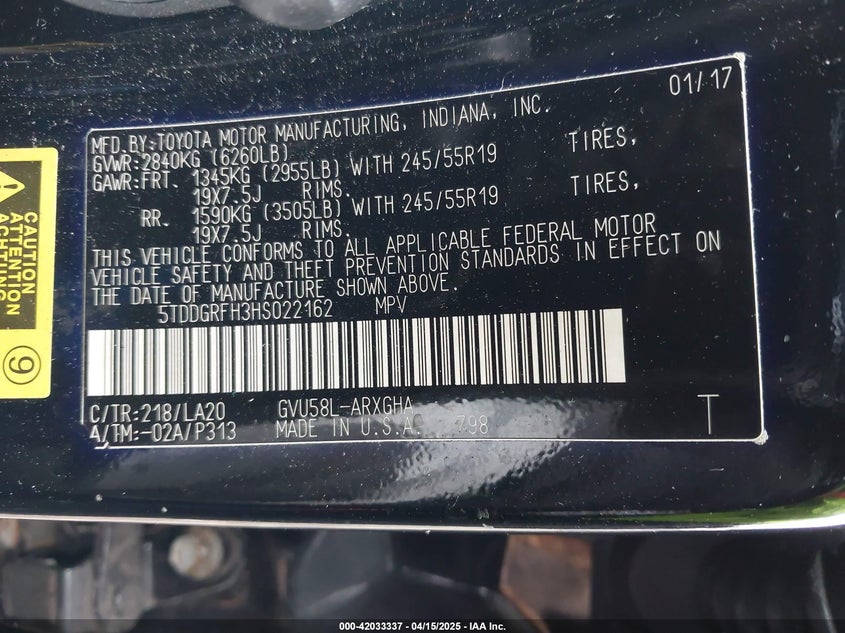 01/17
MFD.BY:TOYOTA MOTOR MANUFACTURING, INDIANA, INC.
GVWR:2840KG (6260LB)
GAWR:FRT. 1345KG (2955LB) WITH 245/55R19 TIRES,
19X7.5J RIMS.
RR. 1590KG (3505LB) WITH 245/55R19 TIRES,
19X7.5J RIMS.
THIS VEHICLE CONFORMS TO ALL APPLICABLE FEDERAL MOTOR
VEHICLE SAFETY AND THEFT PREVENTION STANDARDS IN EFFECT ON
THE DATE OF MANUFACTURE SHOWN ABOVE.
5TDDGRFH3HS022162 MPV
C/TR:218/LA20 GVU58L-ARXGHA
A/TM:-02A/P313 MADE IN U.S.A. 798
T
CAUTION
ATTENTION
ACHTUNG
9
000-42033337 - 04/15/2025 - IAA Inc.